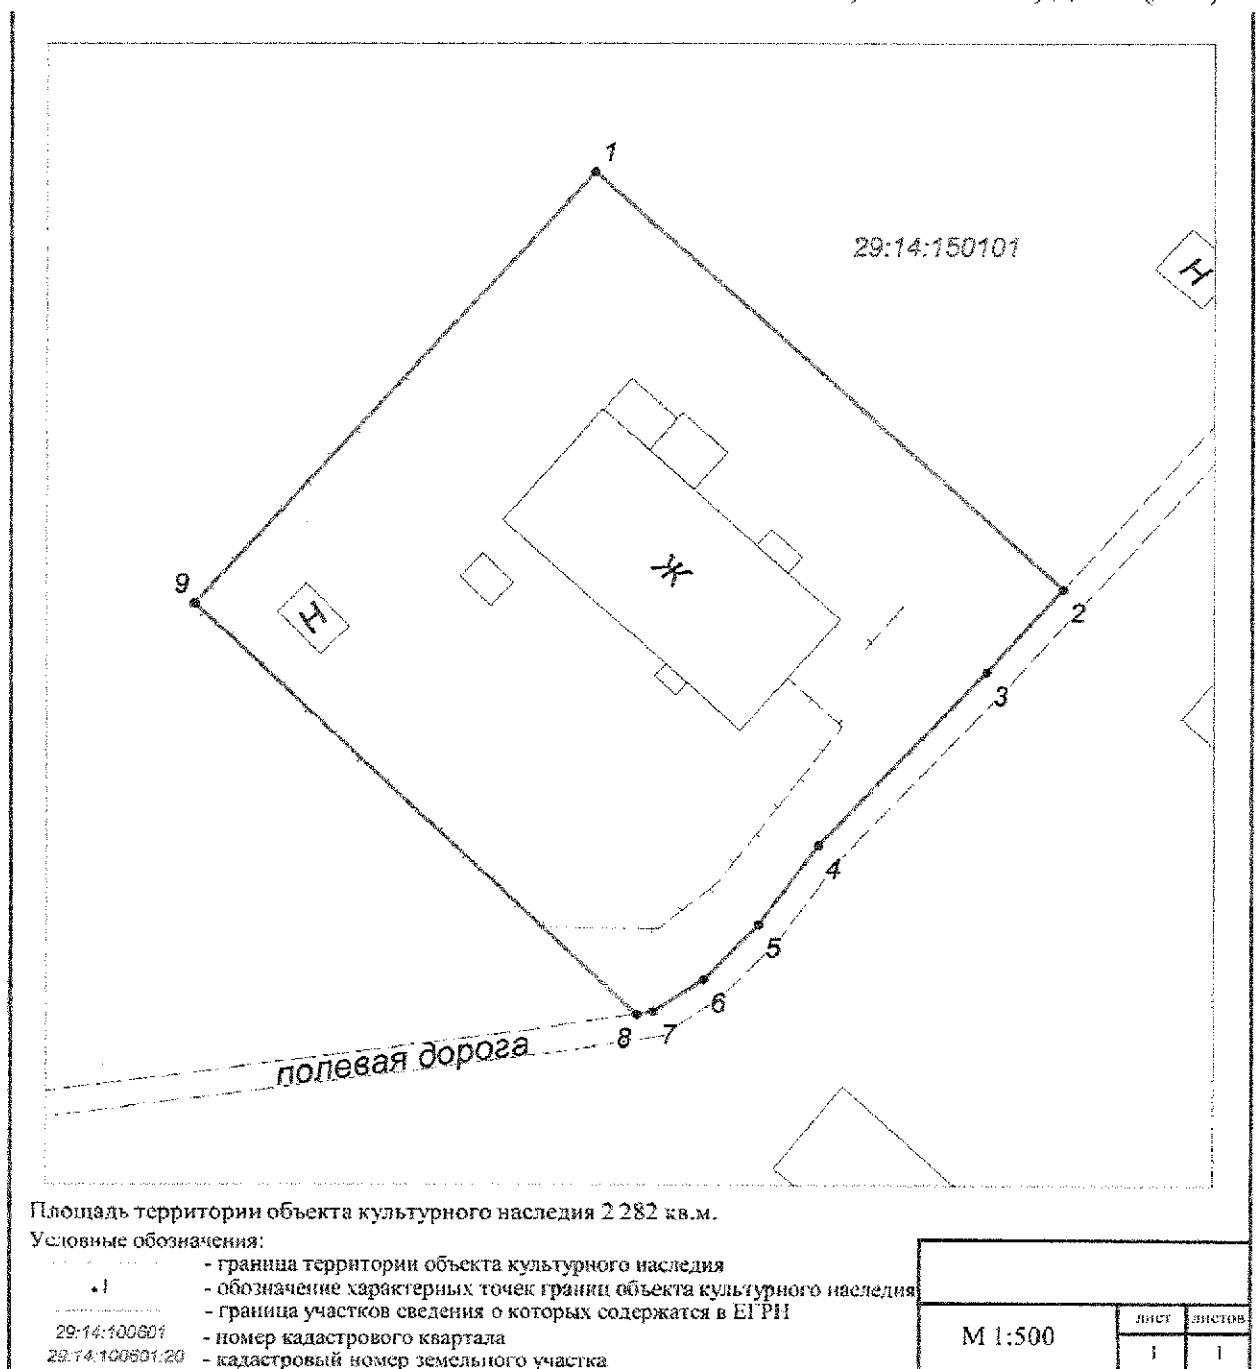 1
29:14:150101
Н
Ж
9
Н
2
3
4
5
6
7
8
полевая дорога
Площадь территории объекта культурного наследия 2 282 кв.м.
Условные обозначения:
- граница территории объекта культурного наследия
•1 - обозначение характерных точек границ объекта культурного наследия
- граница участков сведения о которых содержатся в ЕГРН
29:14:100601 - номер кадастрового квартала
29:14:100601:20 - кадастровый номер земельного участка
М 1:500
лист листов
1 1